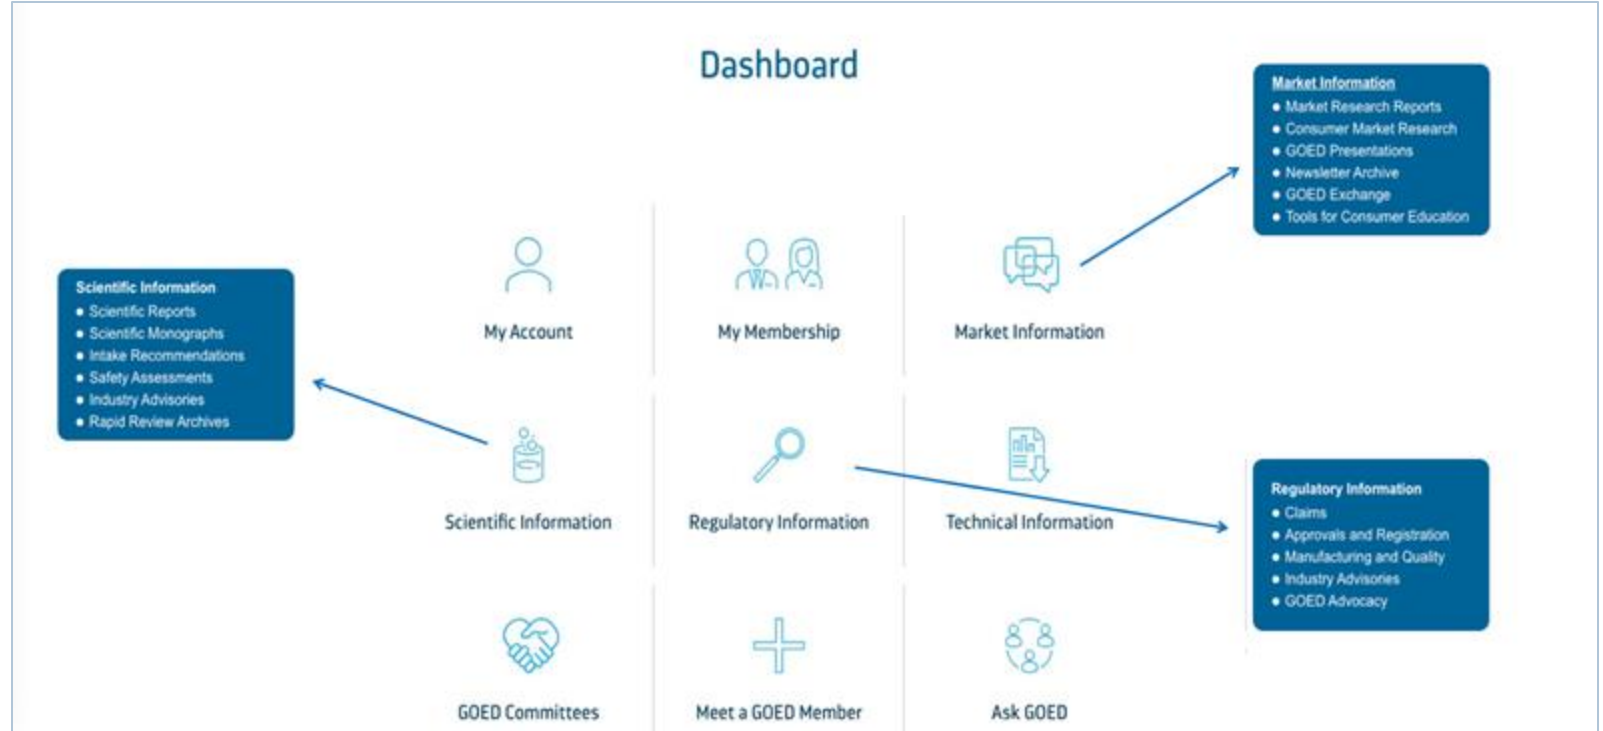 Dashboard
Market Information
● Market Research Reports
● Consumer Market Research
● GOED Presentations
● Newsletter Archive
● GOED Exchange
● Tools for Consumer Education
Scientific Information
● Scientific Reports
● Scientific Monographs
● Intake Recommendations
● Safety Assessments
● Industry Advisories
● Rapid Review Archives
My Account
My Membership
Market Information
Scientific Information
Regulatory Information
Technical Information
Regulatory Information
● Claims
● Approvals and Registration
● Manufacturing and Quality
● Industry Advisories
● GOED Advocacy
GOED Committees
Meet a GOED Member
Ask GOED